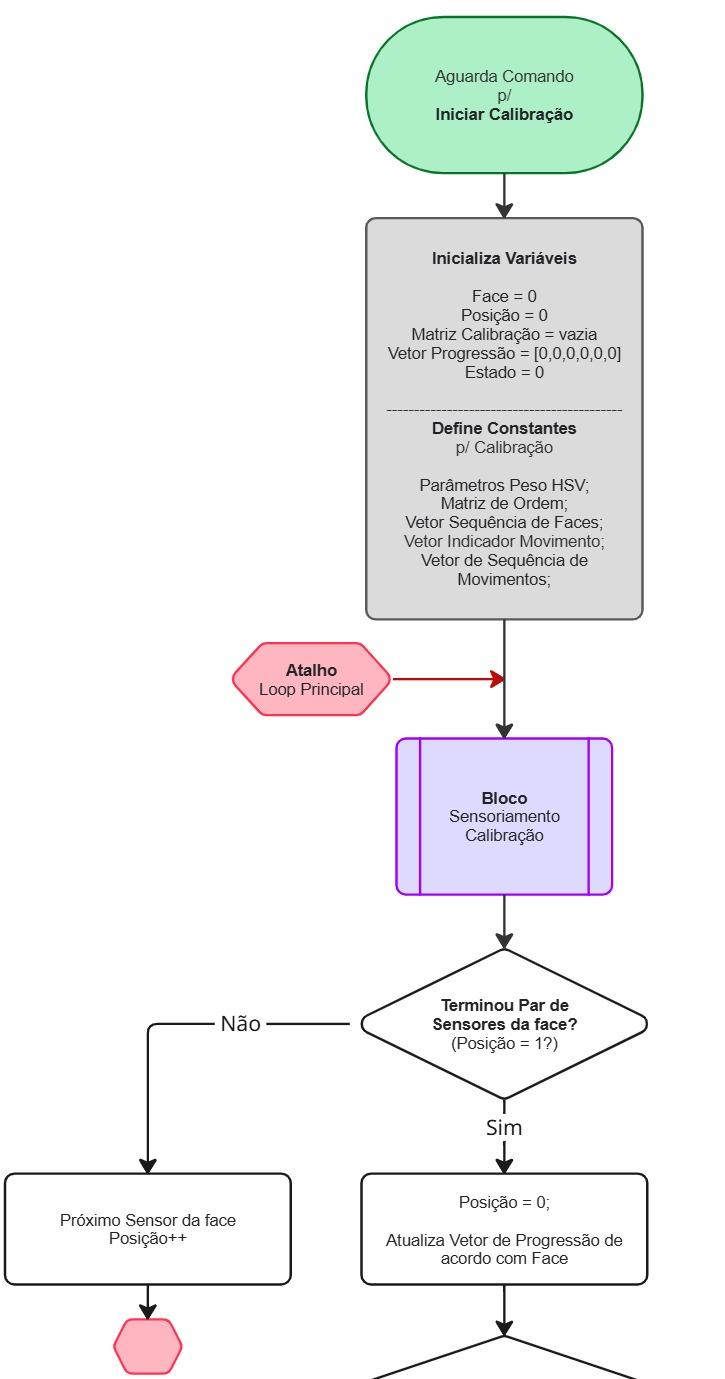 Aguarda Comando
p/
Iniciar Calibração
Inicializa Variáveis
Face = 0
Posição = 0
Matriz Calibração = vazia
Vetor Progressão = [0,0,0,0,0,0]
Estado = 0
-------------------------------------------
Define Constantes
p/ Calibração
Parâmetros Peso HSV;
Matriz de Ordem;
Vetor Sequência de Faces;
Vetor Indicador Movimento;
Vetor de Sequência de
Movimentos;
Atalho
Loop Principal
Bloco
Sensoriamento
Calibração
Terminou Par de
Sensores da face?
(Posição = 1?)
Não
Sim
Próximo Sensor da face
Posição++
Posição = 0;
Atualiza Vetor de Progressão de
acordo com Face